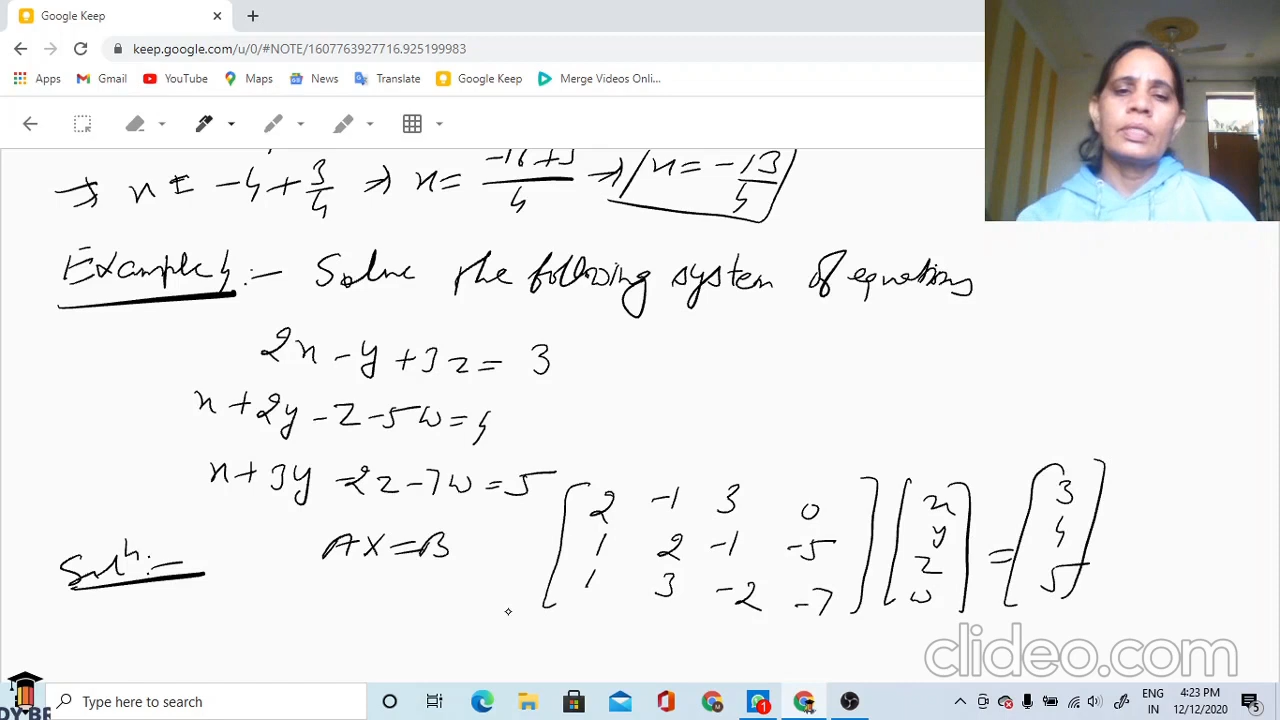 Google Keep
keep.google.com/u/0/#NOTE/1607763927716.925199983
Apps Gmail YouTube Maps News Translate Google Keep Merge Videos Onli...
→ x = -4 + 3/4 ⇒ x = -16+3/4 ⇒ x = -13/4
Example 4:- Solve the following system of equations
2x - y + 3z = 3
x + 2y - z - 5w = 4
x + 3y - 2z - 7w = 5
Solⁿ:- AX = B
[2 -1 3 0] [x] = [3]
[1 2 -1 -5] [y] [4]
[1 3 -2 -7] [z] [5]
[w]
clideo.com
DY BR
Type here to search
1
ENG
IN
4:23 PM
12/12/2020
5